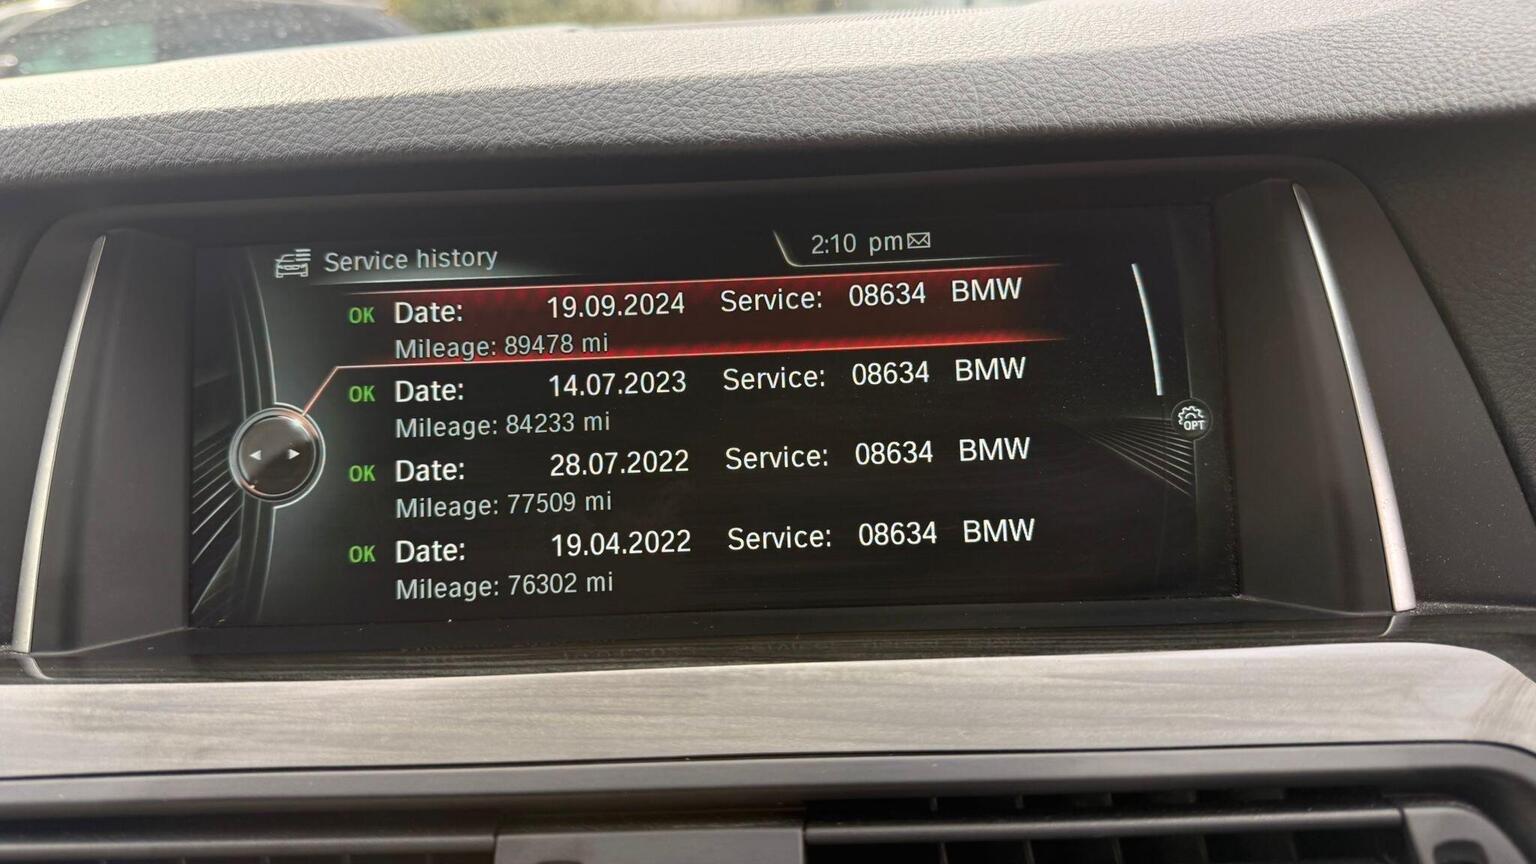 Service history
2:10 pm
OK Date: 19.09.2024 Service: 08634 BMW
Mileage: 89478 mi
OK Date: 14.07.2023 Service: 08634 BMW
Mileage: 84233 mi
OK Date: 28.07.2022 Service: 08634 BMW
Mileage: 77509 mi
OK Date: 19.04.2022 Service: 08634 BMW
Mileage: 76302 mi
OPT